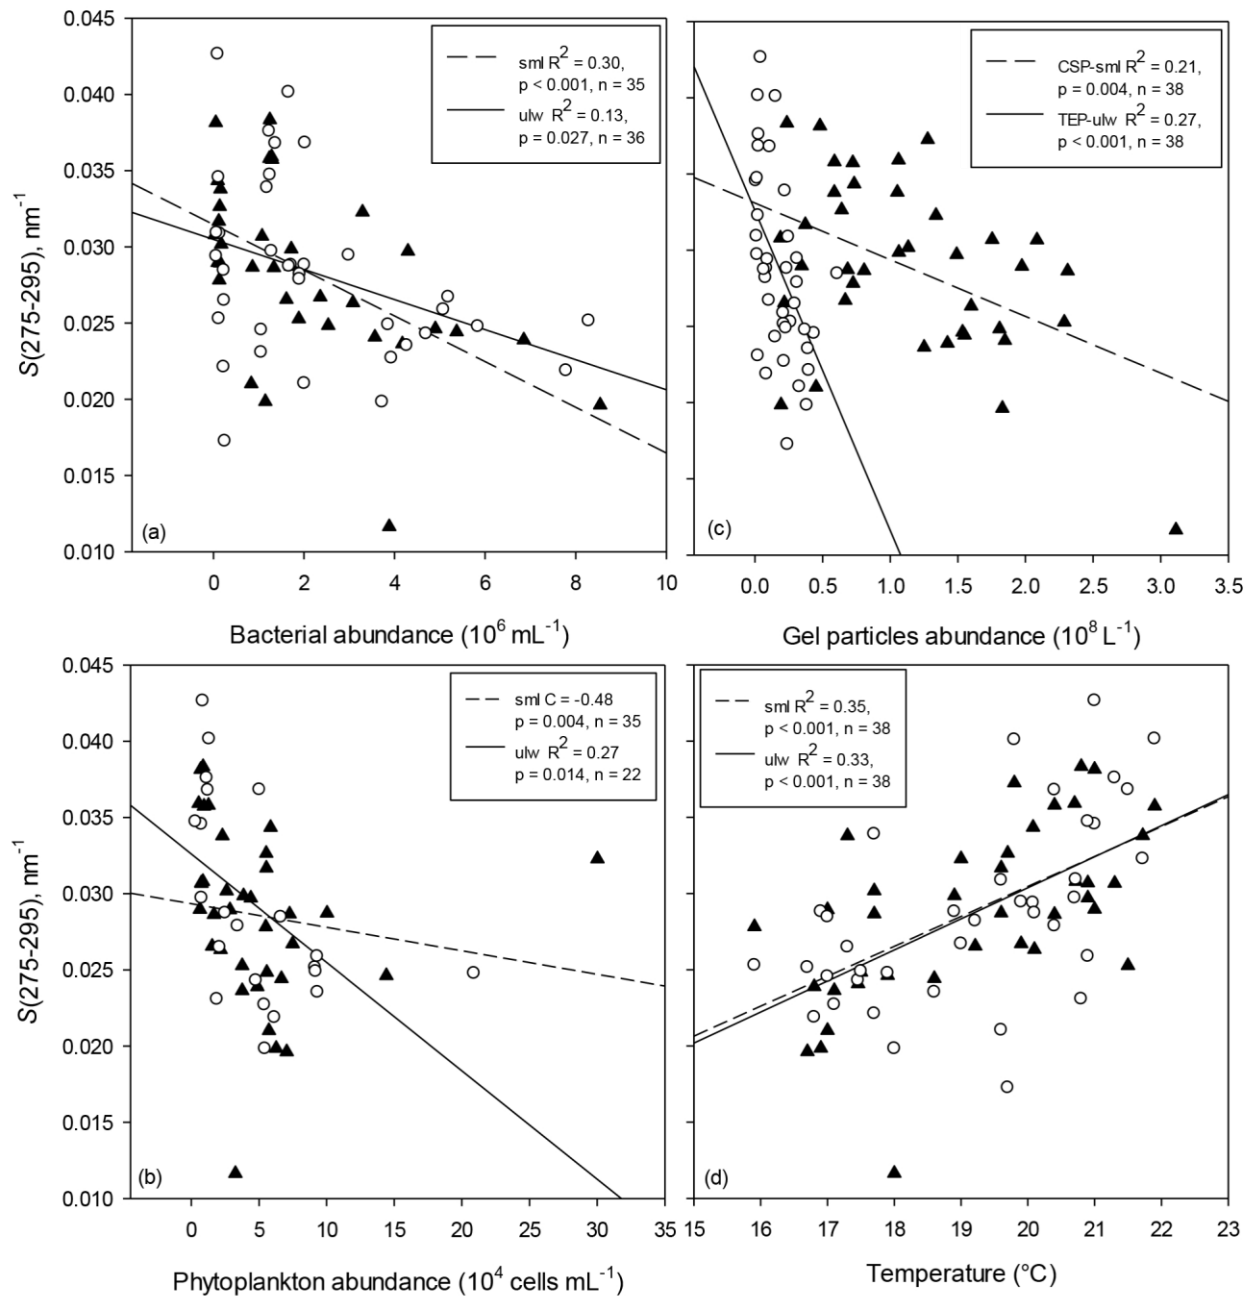 S(275-295), nm⁻¹
0.045
0.040
0.035
0.030
0.025
0.020
0.015
0.010
sml R² = 0.30,
p < 0.001, n = 35
ulw R² = 0.13,
p = 0.027, n = 36
(a)
0 2 4 6 8 10
Bacterial abundance (10⁶ mL⁻¹)
CSP-sml R² = 0.21,
p = 0.004, n = 38
TEP-ulw R² = 0.27,
p < 0.001, n = 38
(c)
0.0 0.5 1.0 1.5 2.0 2.5 3.0 3.5
Gel particles abundance (10⁸ L⁻¹)
S(275-295), nm⁻¹
0.045
0.040
0.035
0.030
0.025
0.020
0.015
0.010
sml C = -0.48
p = 0.004, n = 35
ulw R² = 0.27
p = 0.014, n = 22
(b)
0 5 10 15 20 25 30 35
Phytoplankton abundance (10⁴ cells mL⁻¹)
sml R² = 0.35,
p < 0.001, n = 38
ulw R² = 0.33,
p < 0.001, n = 38
(d)
15 16 17 18 19 20 21 22 23
Temperature (°C)